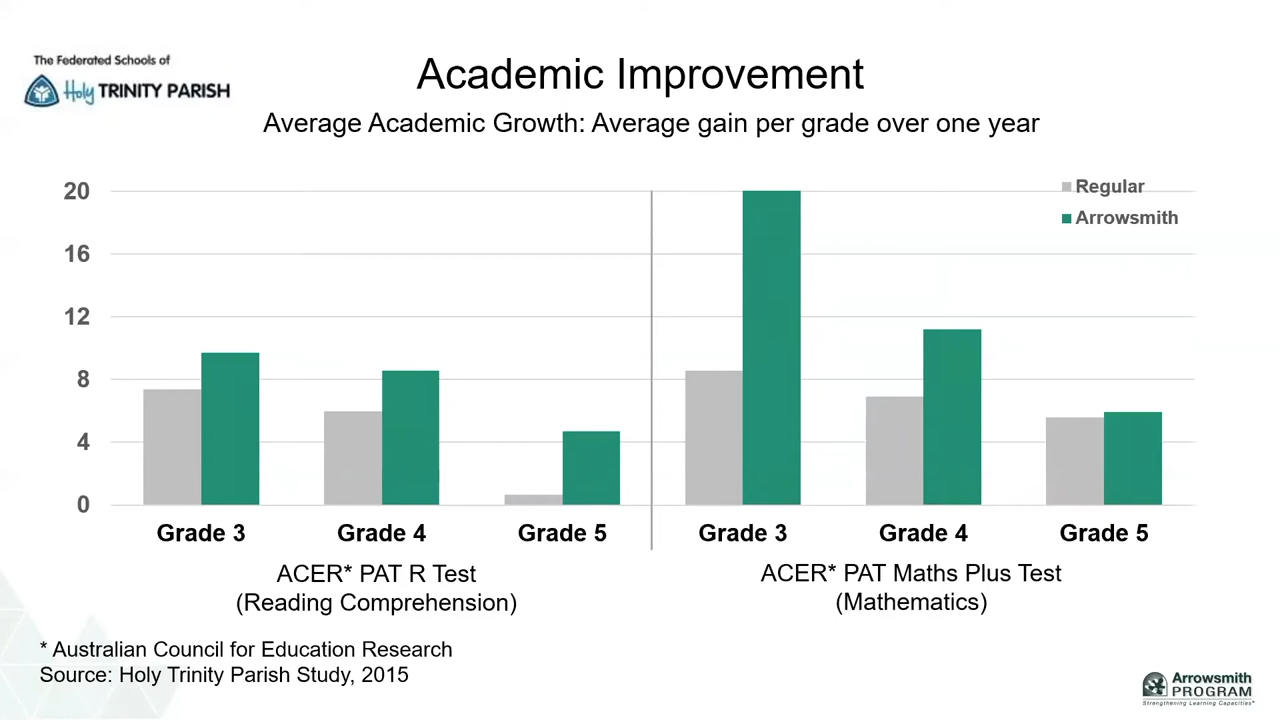 The Federated Schools of
Holy TRINITY PARISH
Academic Improvement
Average Academic Growth: Average gain per grade over one year
Regular
Arrowsmith
20
16
12
8
4
0
Grade 3 Grade 4 Grade 5 Grade 3 Grade 4 Grade 5
ACER* PAT R Test
(Reading Comprehension)
ACER* PAT Maths Plus Test
(Mathematics)
* Australian Council for Education Research
Source: Holy Trinity Parish Study, 2015
Arrowsmith
PROGRAM
Strengthening Learning Capacities*